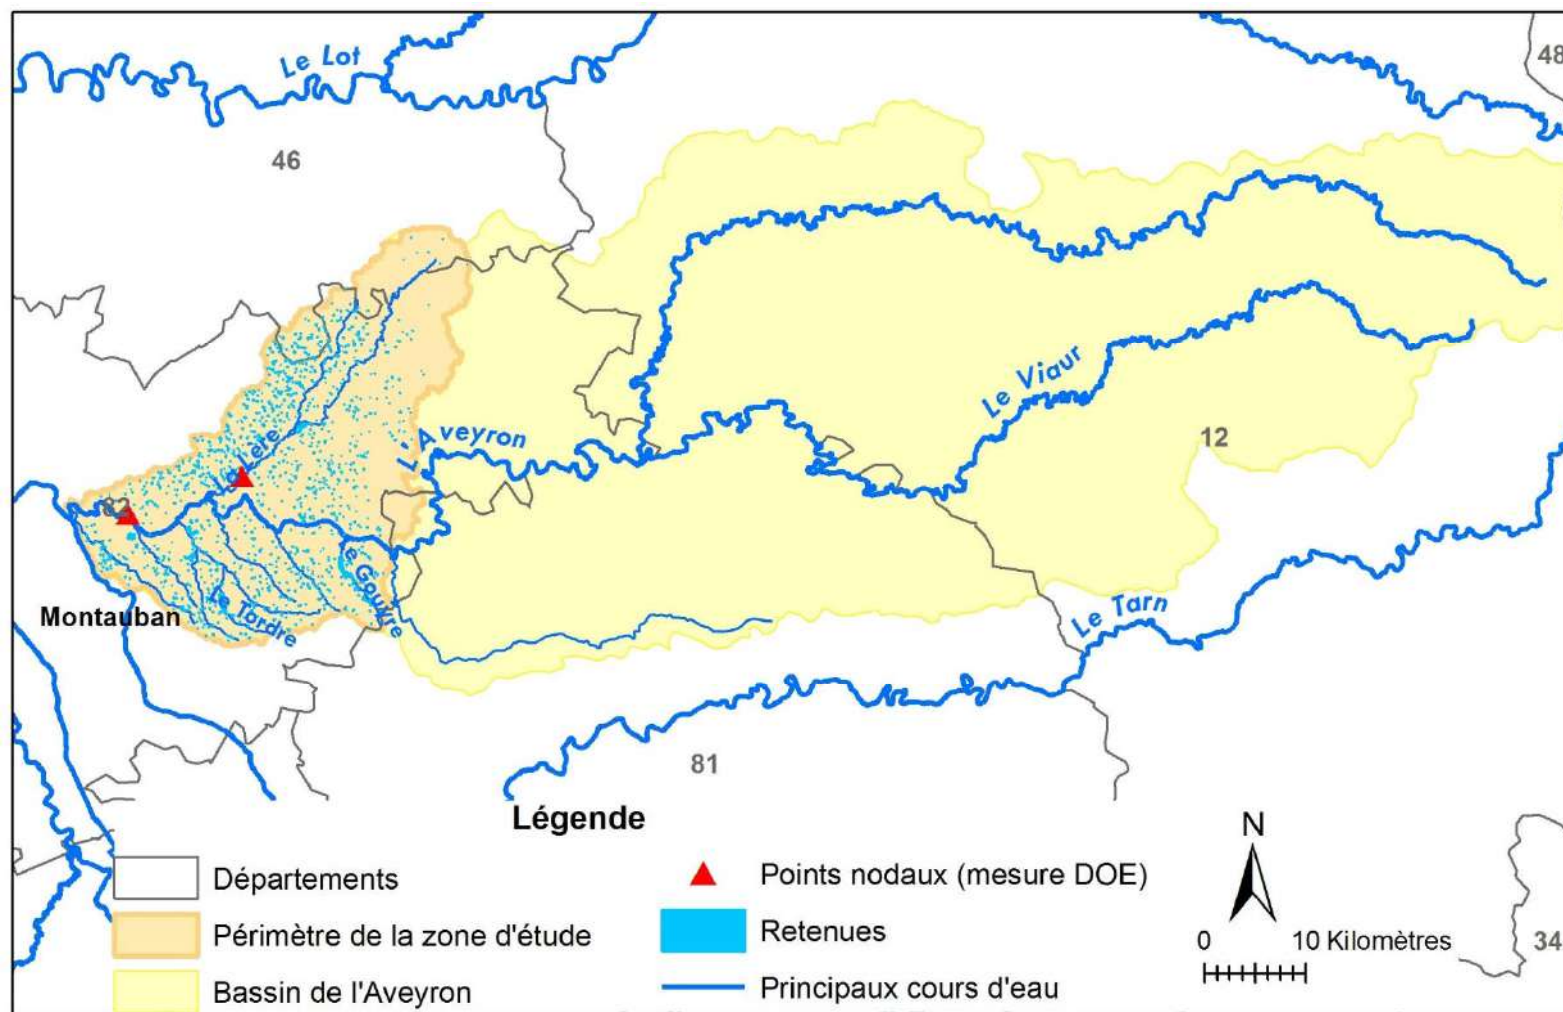 Le Lot
48
46
Le Viaur
L'Aveyron
12
La Lère
82
Le Gouyre
Le Tordre
Montauban
Le Tarn
81
Légende
N
Départements
Points nodaux (mesure DOE)
Périmètre de la zone d'étude
Retenues
0 10 Kilomètres
34
Bassin de l'Aveyron
Principaux cours d'eau